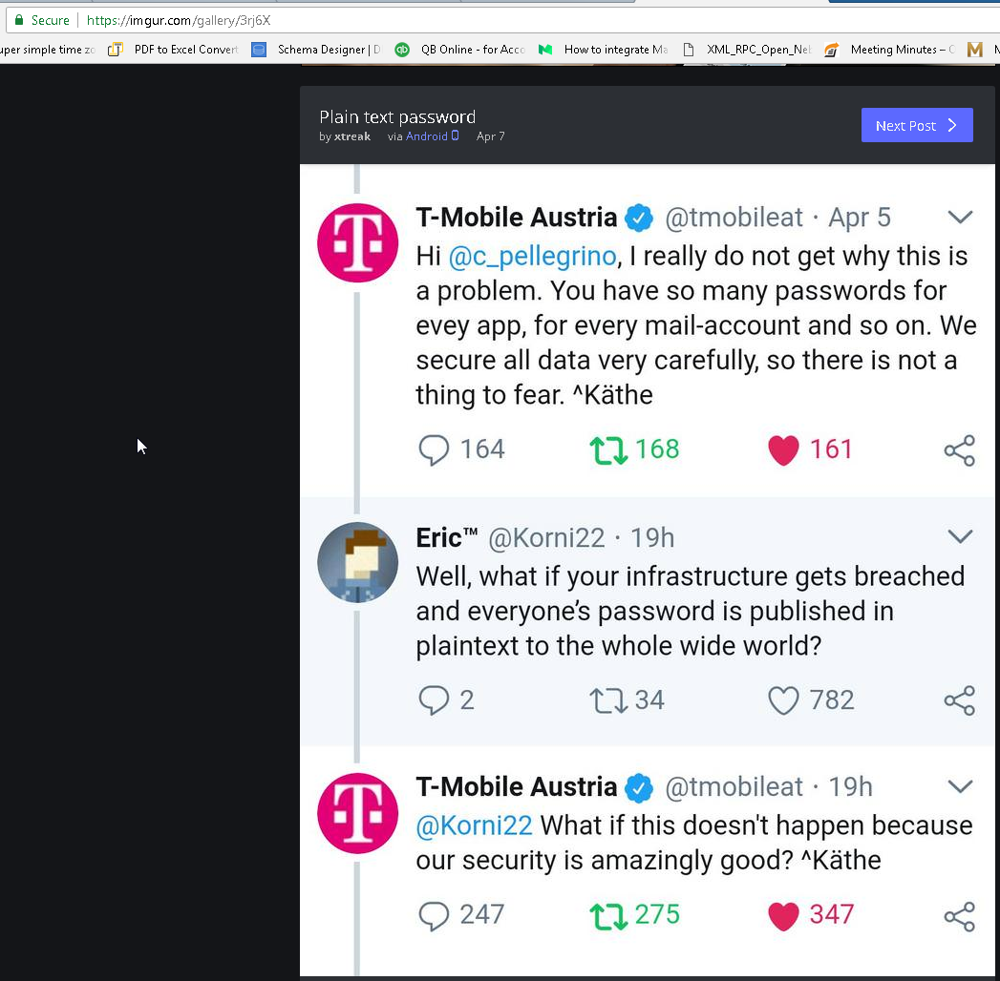 Secure https://imgur.com/gallery/3rj6X
uper simple time zo PDF to Excel Convert Schema Designer | D QB Online - for Acco How to integrate Ma XML_RPC_Open_Net Meeting Minutes – C
Plain text password
by xtreak via Android Apr 7
Next Post
T-Mobile Austria @tmobileat · Apr 5
Hi @c_pellegrino, I really do not get why this is
a problem. You have so many passwords for
evey app, for every mail-account and so on. We
secure all data very carefully, so there is not a
thing to fear. ^Käthe
164 168 161
Eric™ @Korni22 · 19h
Well, what if your infrastructure gets breached
and everyone's password is published in
plaintext to the whole wide world?
2 34 782
T-Mobile Austria @tmobileat · 19h
@Korni22 What if this doesn't happen because
our security is amazingly good? ^Käthe
247 275 347